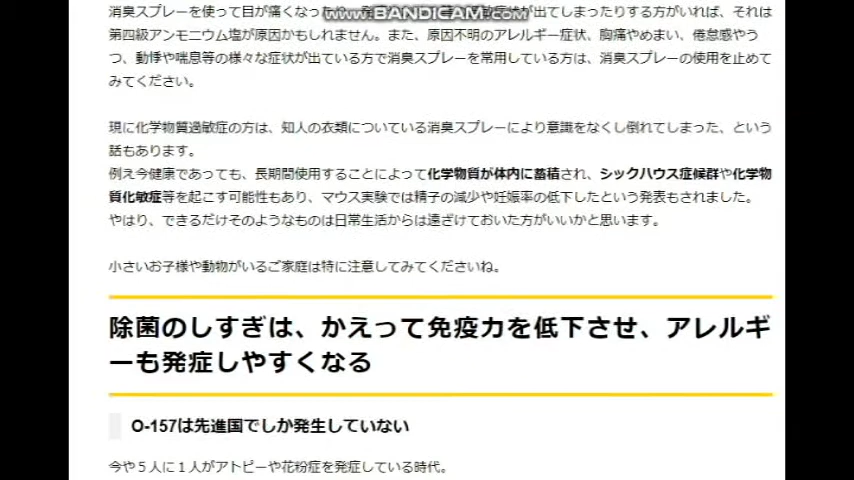 消臭スプレーを使って目が痛くなった
www.BANDICAM.com
が出てしまったりする方がいれば、それは
第四級アンモニウム塩が原因かもしれません。また、原因不明のアレルギー症状、胸痛やめまい、倦怠感やう
つ、動悸や喘息等の様々な症状が出ている方で消臭スプレーを常用している方は、消臭スプレーの使用を止めて
みてください。
現に化学物質過敏症の方は、知人の衣類についている消臭スプレーにより意識をなくし倒れてしまった、という
話もあります。
例え今健康であっても、長期間使用することによって化学物質が体内に蓄積され、シックハウス症候群や化学物
質化敏症等を起こす可能性もあり、マウス実験では精子の減少や妊娠率の低下したという発表もされました。
やはり、できるだけそのようなものは日常生活からは遠ざけておいた方がいいかと思います。
小さいお子様や動物がいるご家庭は特に注意してみてくださいね。
除菌のしすぎは、かえって免疫力を低下させ、アレルギ
ーも発症しやすくなる
O-157は先進国でしか発生していない
今や５人に１人がアトピーや花粉症を発症している時代。